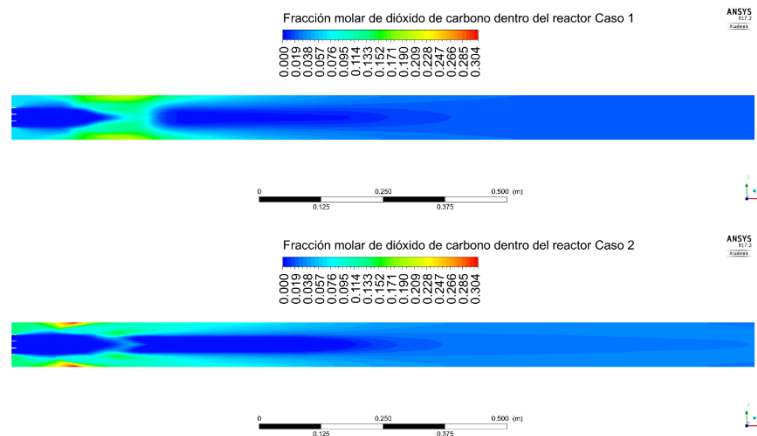 Fracción molar de dióxido de carbono dentro del reactor Caso 1
ANSYS
R17.2
Academic
0.000 0.019 0.038 0.057 0.076 0.095 0.114 0.133 0.152 0.171 0.190 0.209 0.228 0.247 0.266 0.285 0.304
0 0.250 0.500 (m)
0.125 0.375
Fracción molar de dióxido de carbono dentro del reactor Caso 2
ANSYS
R17.2
Academic
0.000 0.019 0.038 0.057 0.076 0.095 0.114 0.133 0.152 0.171 0.190 0.209 0.228 0.247 0.266 0.285 0.304
0 0.250 0.500 (m)
0.125 0.375